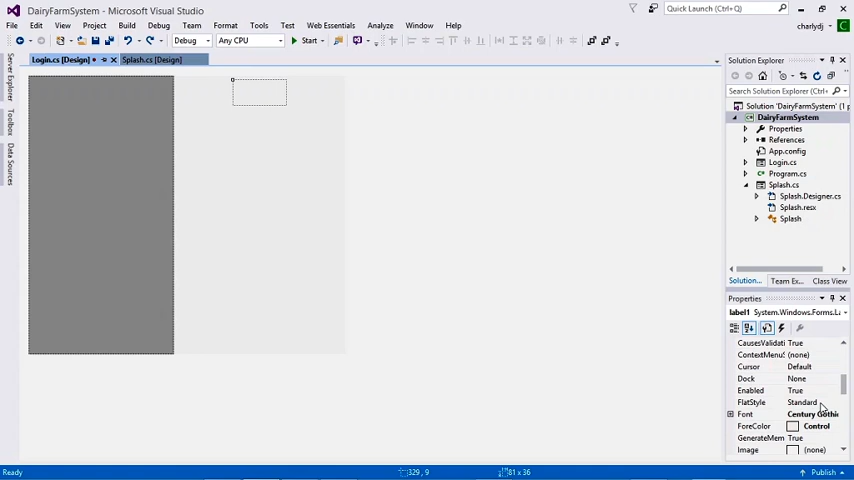 DairyFarmSystem - Microsoft Visual Studio
Quick Launch (Ctrl+Q)
File Edit View Project Build Debug Team Format Tools Test Web Essentials Analyze Window Help
charlydj
Debug Any CPU Start
Login.cs [Design] Splash.cs [Design]
Server Explorer
Toolbox
Data Sources
Solution Explorer
Search Solution Explorer
Solution 'DairyFarmSystem' (1 p
DairyFarmSystem
Properties
References
App.config
Login.cs
Program.cs
Splash.cs
Splash.Designer.cs
Splash.resx
Splash
Solution... Team Ex... Class View
Properties
label1 System.Windows.Forms.La
CausesValidati True
ContextMenuS (none)
Cursor Default
Dock None
Enabled True
FlatStyle Standard
Font Century Gothi
ForeColor Control
GenerateMem True
Image (none)
Ready 329 , 9 81 x 36 Publish